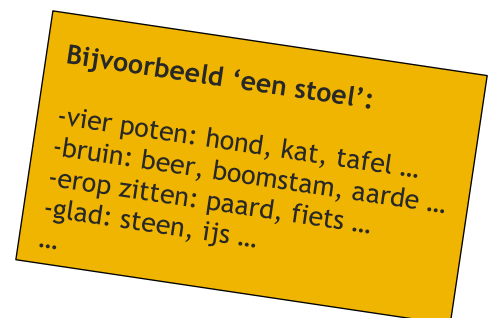 Bijvoorbeeld ‘een stoel’:
-vier poten: hond, kat, tafel …
-bruin: beer, boomstam, aarde …
-erop zitten: paard, fiets …
-glad: steen, ijs …
…